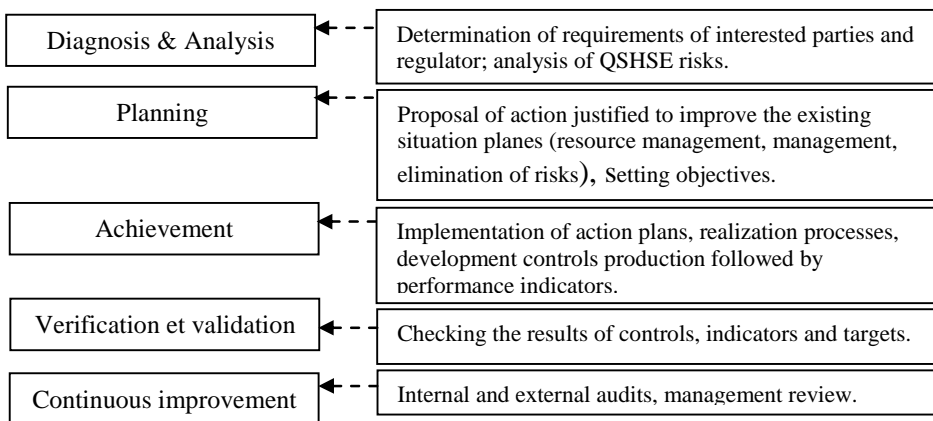 Diagnosis & Analysis
Determination of requirements of interested parties and
regulator; analysis of QSHSE risks.
Planning
Proposal of action justified to improve the existing
situation planes (resource management, management,
elimination of risks), Setting objectives.
Achievement
Implementation of action plans, realization processes,
development controls production followed by
performance indicators.
Verification et validation
Checking the results of controls, indicators and targets.
Continuous improvement
Internal and external audits, management review.